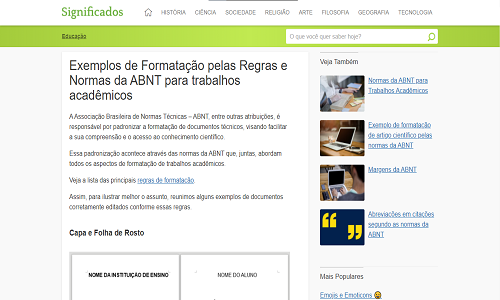 Significados
HISTÓRIA CIÊNCIA SOCIEDADE RELIGIÃO ARTE FILOSOFIA GEOGRAFIA TECNOLOGIA
Educação
O que você quer saber hoje?
Exemplos de Formatação pelas Regras e
Normas da ABNT para trabalhos
acadêmicos
A Associação Brasileira de Normas Técnicas – ABNT, entre outras atribuições, é
responsável por padronizar a formatação de documentos técnicos, visando facilitar
a sua compreensão e o acesso ao conhecimento científico.
Essa padronização acontece através das normas da ABNT que, juntas, abordam
todos os aspectos de formatação de trabalhos acadêmicos.
Veja a lista das principais regras de formatação.
Assim, para ilustrar melhor o assunto, reunimos alguns exemplos de documentos
corretamente editados conforme essas regras.
Capa e Folha de Rosto
NOME DA INSTITUIÇÃO DE ENSINO
NOME DO ALUNO
Veja Também
Normas da ABNT para
Trabalhos Acadêmicos
Exemplo de formatação
de artigo científico pelas
normas da ABNT
Margens da ABNT
Abreviações em citações
segundo as normas da
ABNT
Mais Populares
Emojis e Emoticons